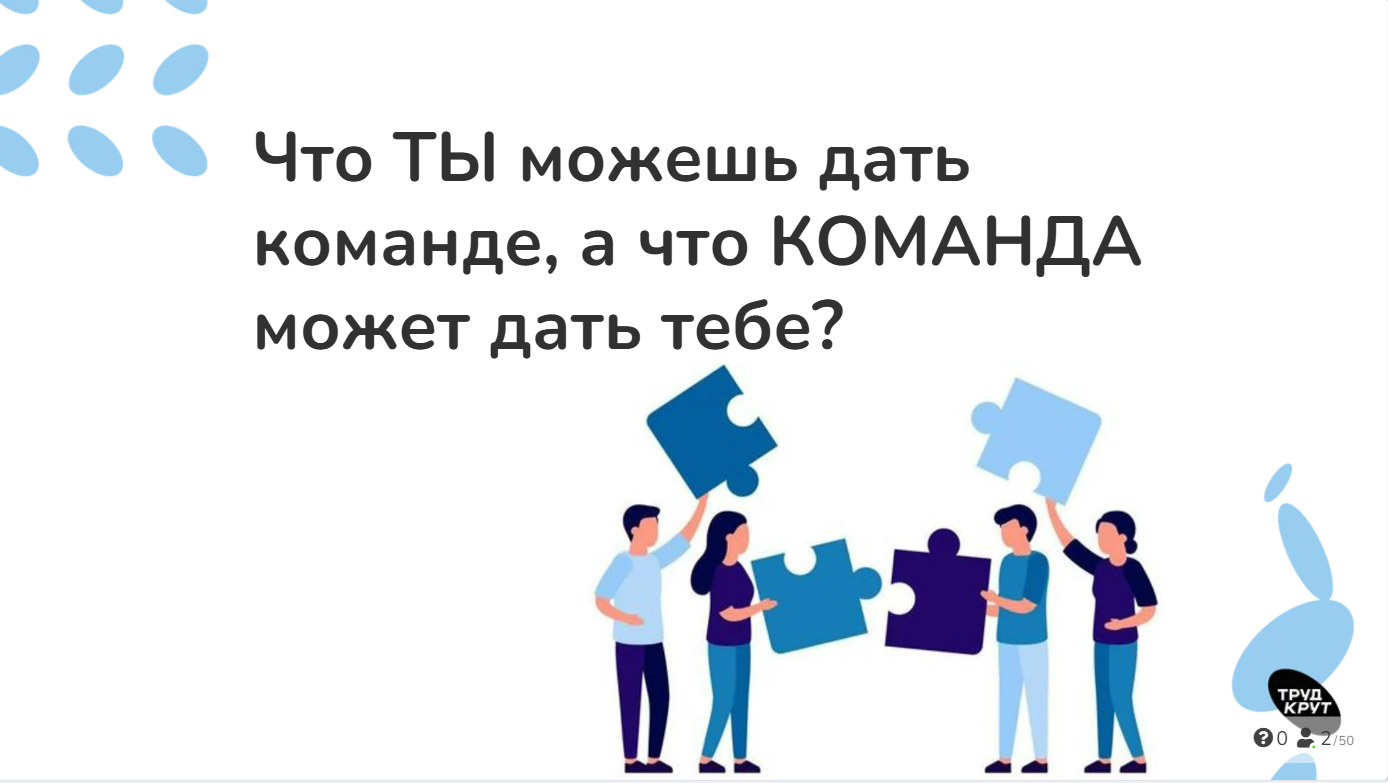 Что ТЫ можешь дать
команде, а что КОМАНДА
может дать тебе?
ТРУД
КРУТ
0 2/50